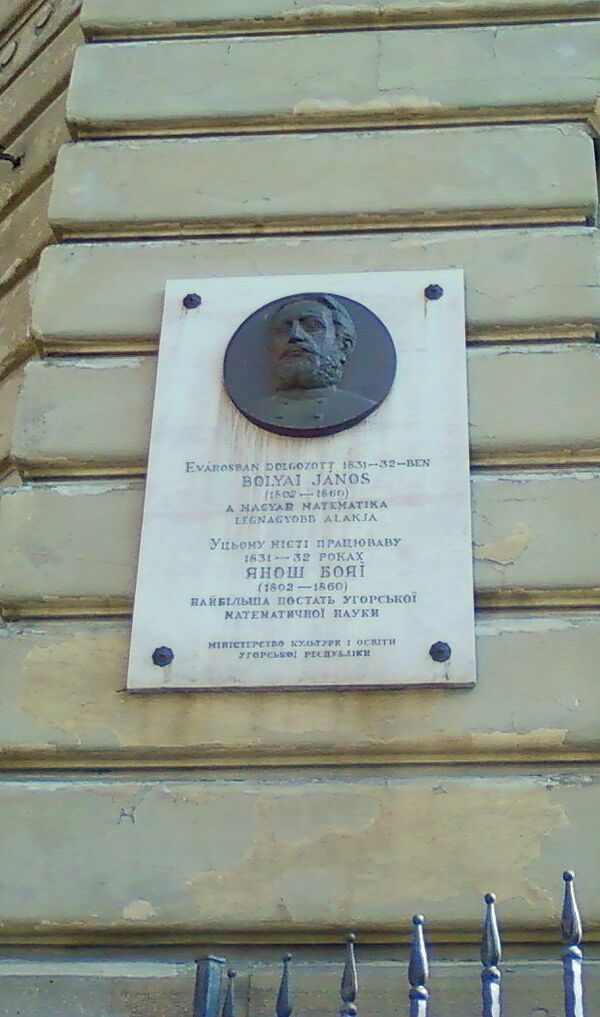 EVÁROSBAN DOLGOZOTT 1831-32-BEN
BOLYAI JÁNOS
(1802-1860)
A MAGYAR MATEMATIKA
LEGNAGYOBB ALAKJA
У ЦЬОМУ МІСТІ ПРАЦЮВАВ У
1831-32 РОКАХ
ЯНОШ БОЯЇ
(1802-1860)
НАЙБІЛЬША ПОСТАТЬ УГОРСЬКОЇ
МАТЕМАТИЧНОЇ НАУКИ
МІНІСТЕРСТВО КУЛЬТУРИ І ОСВІТИ
УГОРСЬКОЇ РЕСПУБЛІКИ